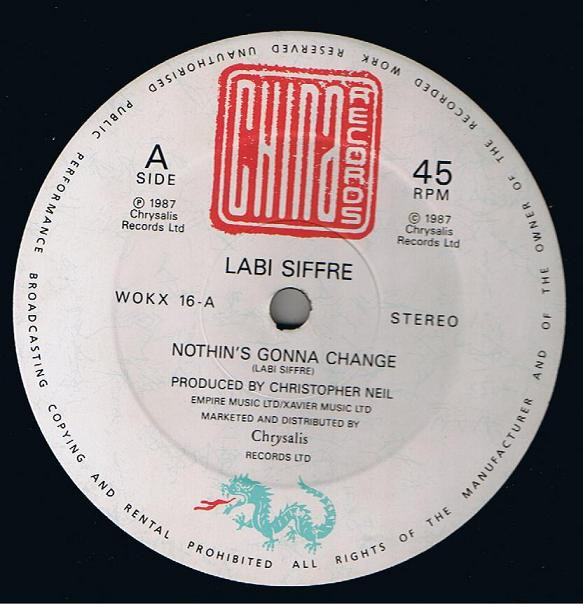 CHINA
RECORDS
A
SIDE
℗ 1987
Chrysalis
Records Ltd
45
RPM
© 1987
Chrysalis
Records Ltd
LABI SIFFRE
WOKX 16-A
STEREO
NOTHIN'S GONNA CHANGE
(LABI SIFFRE)
PRODUCED BY CHRISTOPHER NEIL
EMPIRE MUSIC LTD/XAVIER MUSIC LTD
MARKETED AND DISTRIBUTED BY
Chrysalis
RECORDS LTD
ALL RIGHTS OF THE MANUFACTURER AND OF THE OWNER OF THE RECORDED WORK RESERVED UNAUTHORISED PUBLIC PERFORMANCE BROADCASTING COPYING AND RENTAL PROHIBITED